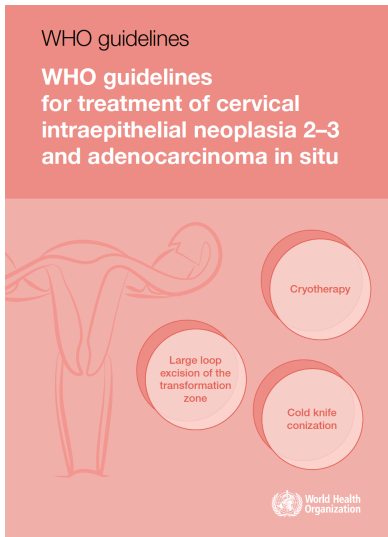 WHO guidelines
WHO guidelines
for treatment of cervical
intraepithelial neoplasia 2–3
and adenocarcinoma in situ
Cryotherapy
Large loop
excision of the
transformation
zone
Cold knife
conization
World Health
Organization